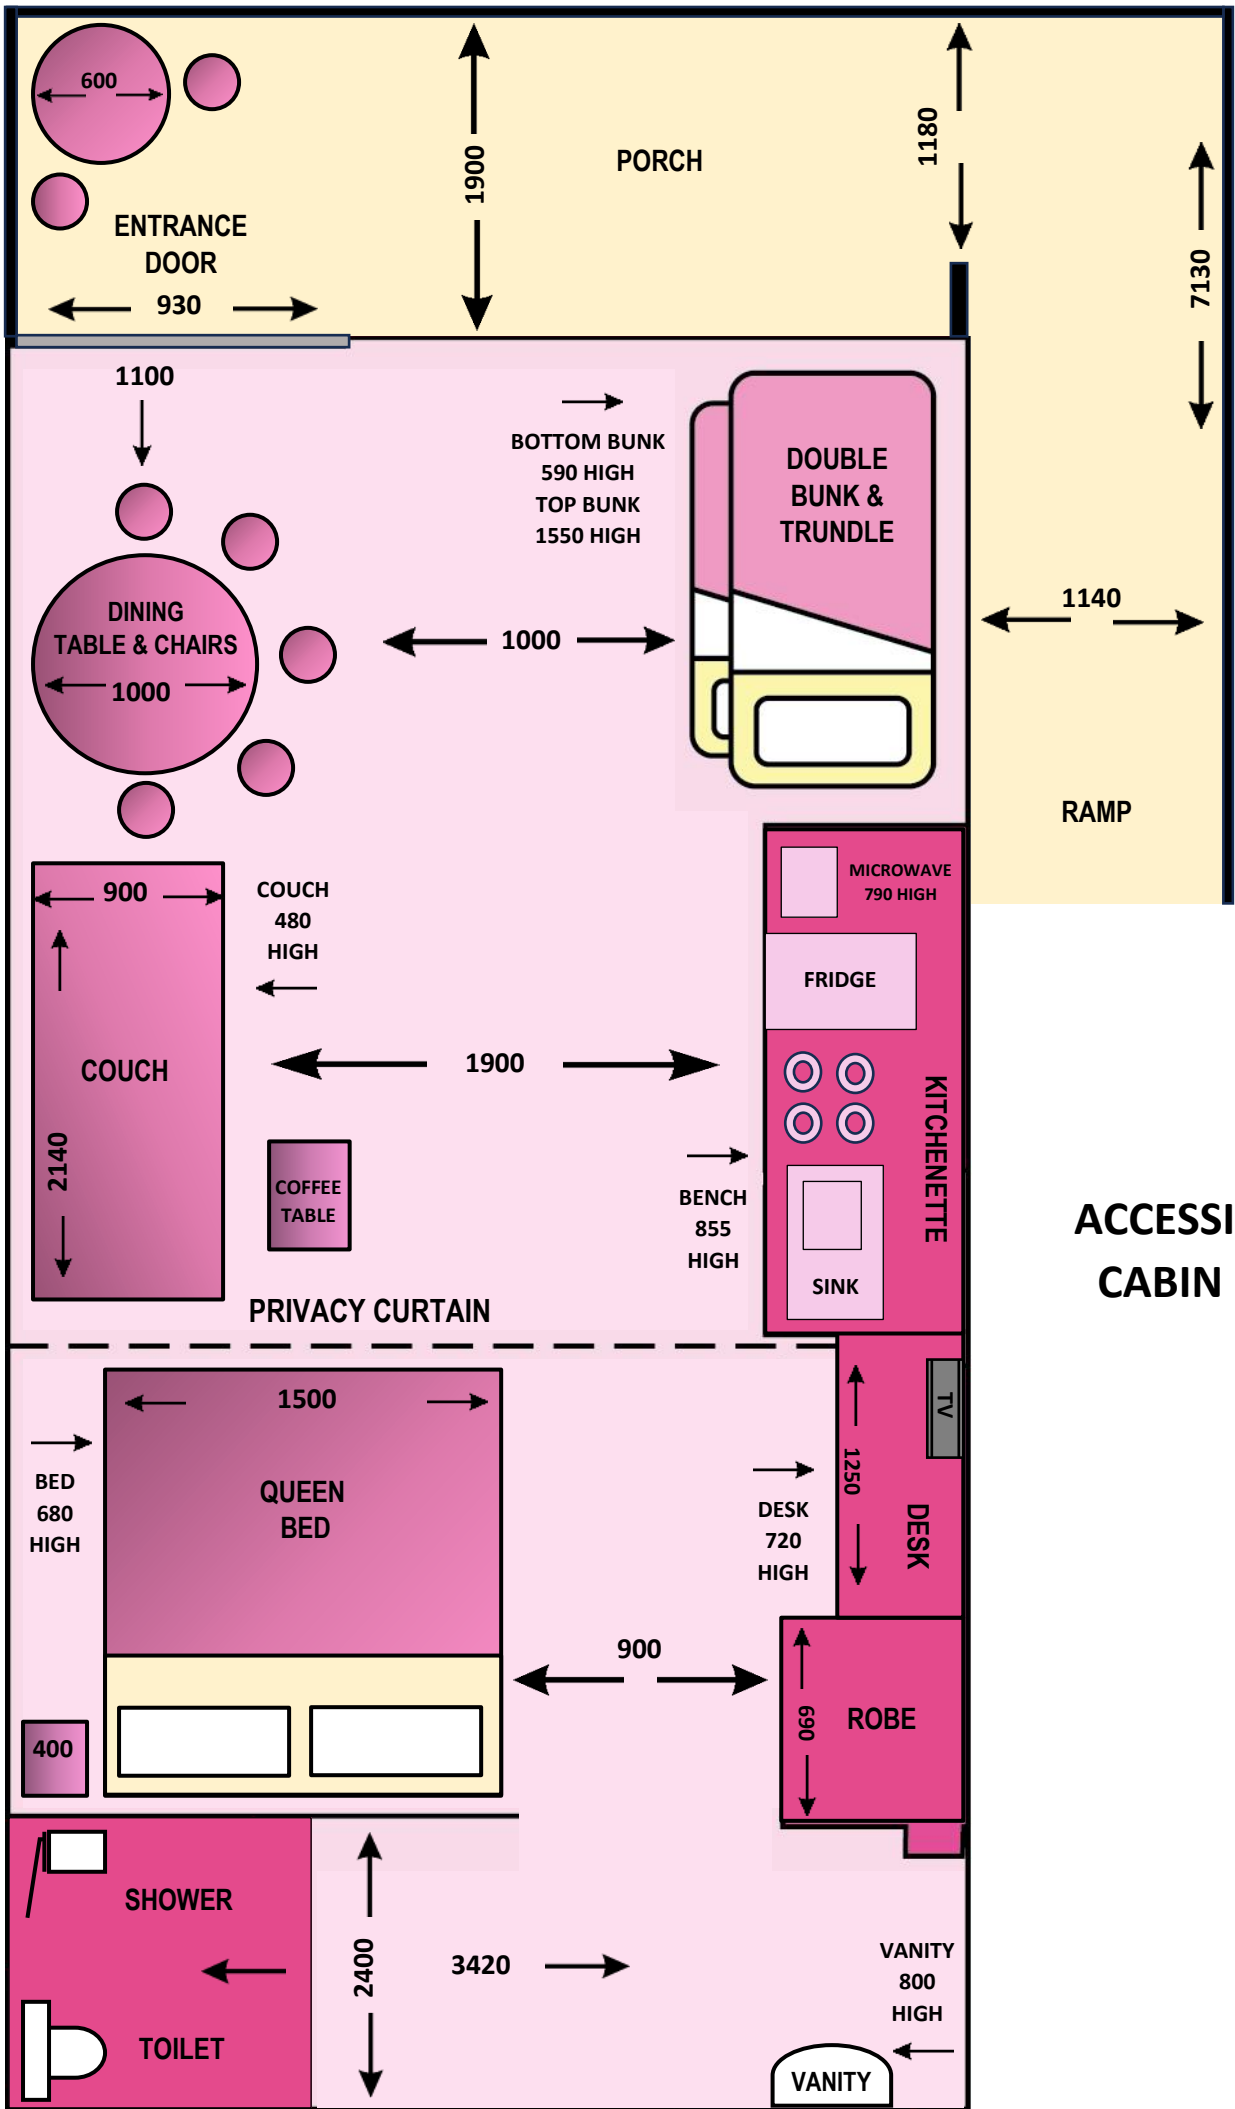 600
1900
PORCH
1180
7130
ENTRANCE
DOOR
930
1100
BOTTOM BUNK
590 HIGH
TOP BUNK
1550 HIGH
DOUBLE
BUNK &
TRUNDLE
DINING
TABLE & CHAIRS
1000
1000
1140
RAMP
900
COUCH
480
HIGH
MICROWAVE
790 HIGH
FRIDGE
COUCH
1900
KITCHENETTE
2140
COFFEE
TABLE
BENCH
855
HIGH
SINK
ACCESSI
CABIN
PRIVACY CURTAIN
1500
TV
BED
680
HIGH
QUEEN
BED
1250
DESK
720
HIGH
DESK
900
690
ROBE
400
SHOWER
2400
3420
VANITY
800
HIGH
TOILET
VANITY